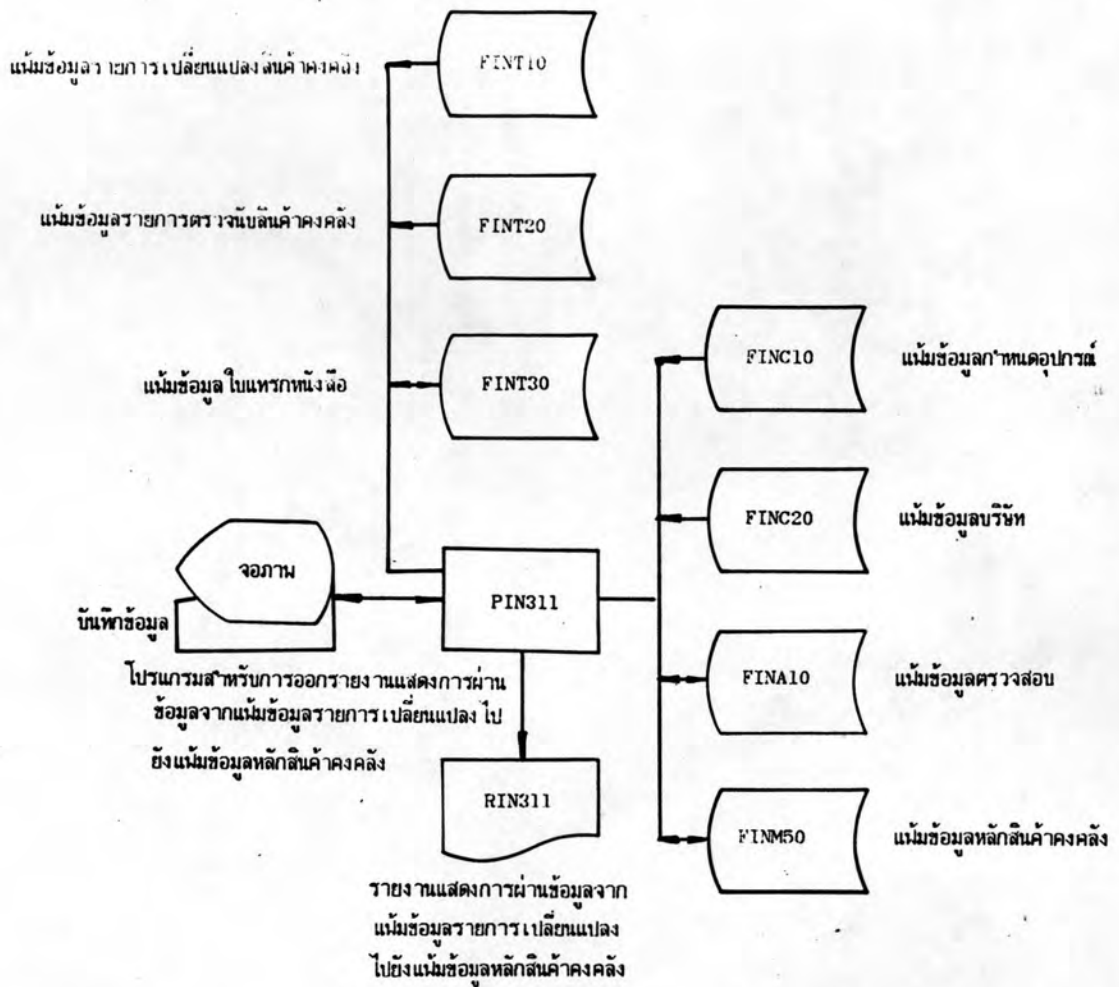 แฟ้มข้อมูลรายการเปลี่ยนแปลงสินค้าคงคลัง
FINT10
แฟ้มข้อมูลรายการตรวจนับสินค้าคงคลัง
FINT20
แฟ้มข้อมูลใบแทรกหนังสือ
FINT30
FINC10
แฟ้มข้อมูลกำหนดอุปกรณ์
FINC20
แฟ้มข้อมูลบริษัท
จอภาพ
บันทึกข้อมูล
PIN311
FINA10
แฟ้มข้อมูลตรวจสอบ
โปรแกรมสำหรับการออกรายงานแสดงการผ่าน
ข้อมูลจากแฟ้มข้อมูลรายการเปลี่ยนแปลงไป
ยังแฟ้มข้อมูลหลักสินค้าคงคลัง
RIN311
FINM50
แฟ้มข้อมูลหลักสินค้าคงคลัง
รายงานแสดงการผ่านข้อมูลจาก
แฟ้มข้อมูลรายการเปลี่ยนแปลง
ไปยังแฟ้มข้อมูลหลักสินค้าคงคลัง